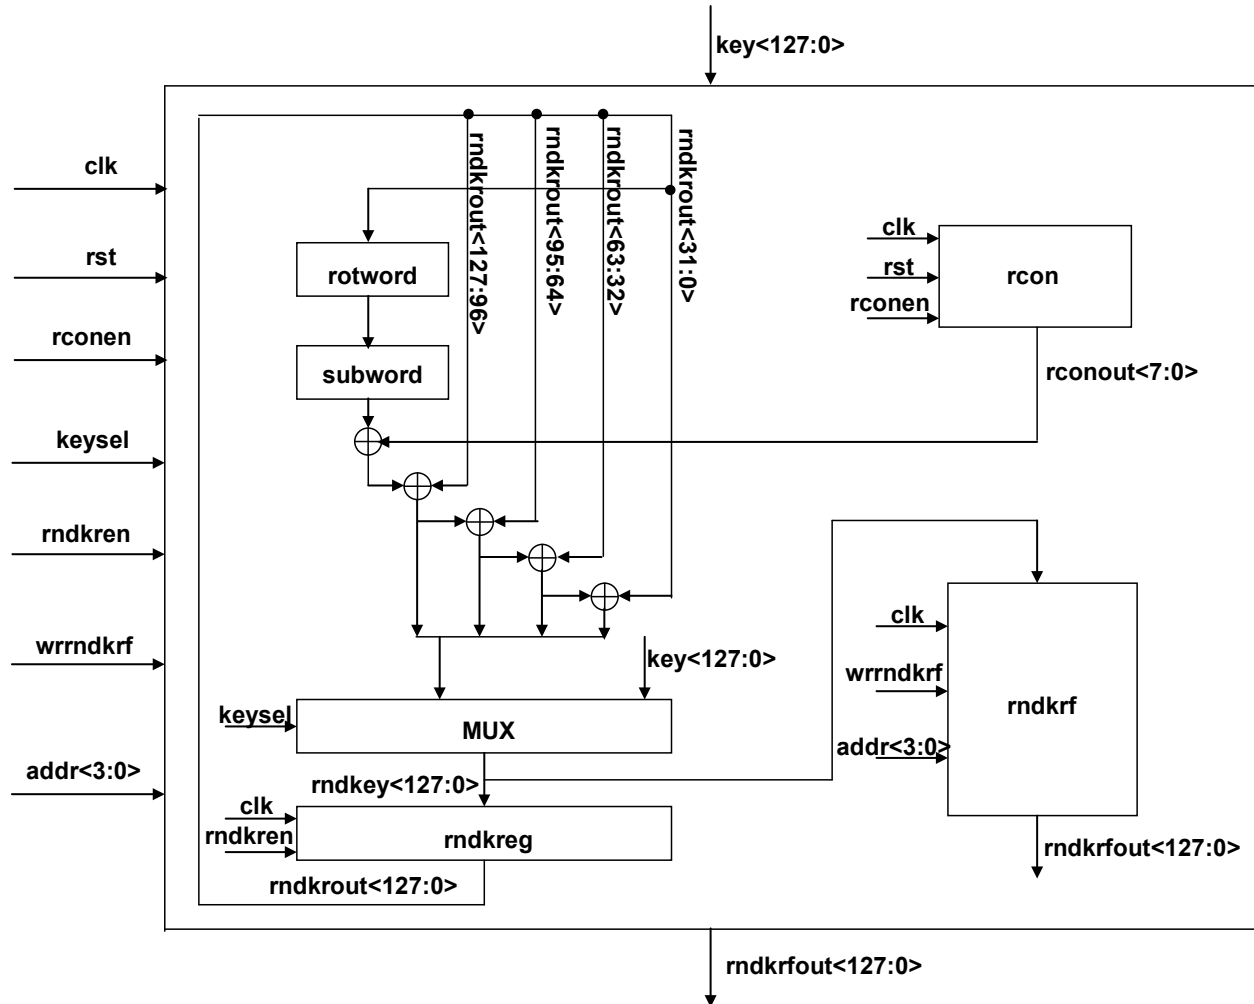 key<127:0>
clk
rst
rconen
keysel
rndkren
wrrndkrf
addr<3:0>
rndkrout<127:96>
rndkrout<95:64>
rndkrout<63:32>
rndkrout<31:0>
rotword
subword
clk
rst
rconen
rcon
rconout<7:0>
key<127:0>
keysel
MUX
rndkey<127:0>
clk
rndkren
rndkreg
rndkrout<127:0>
clk
wrrndkrf
addr<3:0>
rndkrf
rndkrfout<127:0>
rndkrfout<127:0>